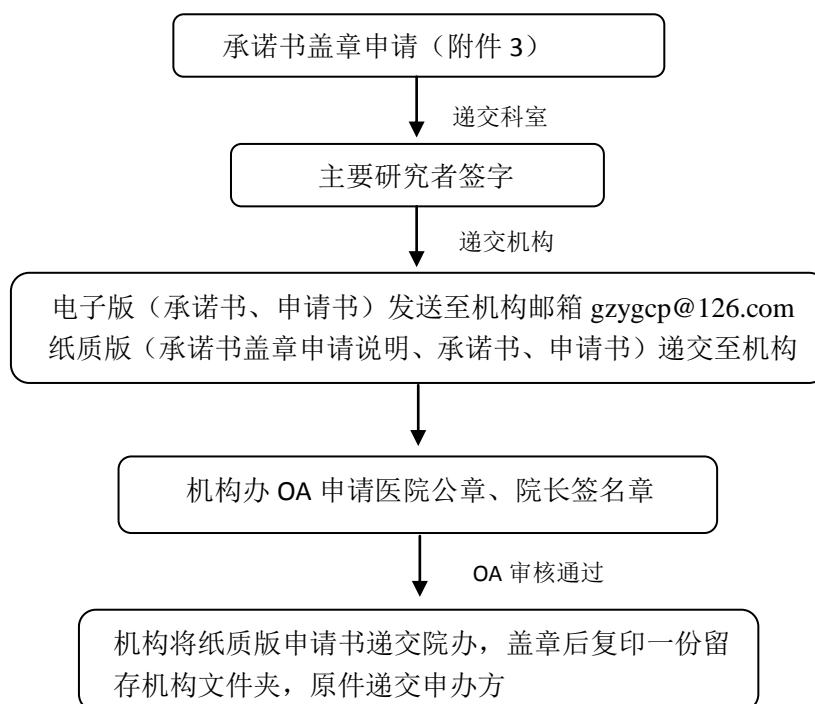 承诺书盖章申请（附件 3）
递交科室
主要研究者签字
递交机构
电子版（承诺书、申请书）发送至机构邮箱 gzygcp@126.com
纸质版（承诺书盖章申请说明、承诺书、申请书）递交至机构
机构办 OA 申请医院公章、院长签名章
OA 审核通过
机构将纸质版申请书递交院办，盖章后复印一份留
存机构文件夹，原件递交申办方